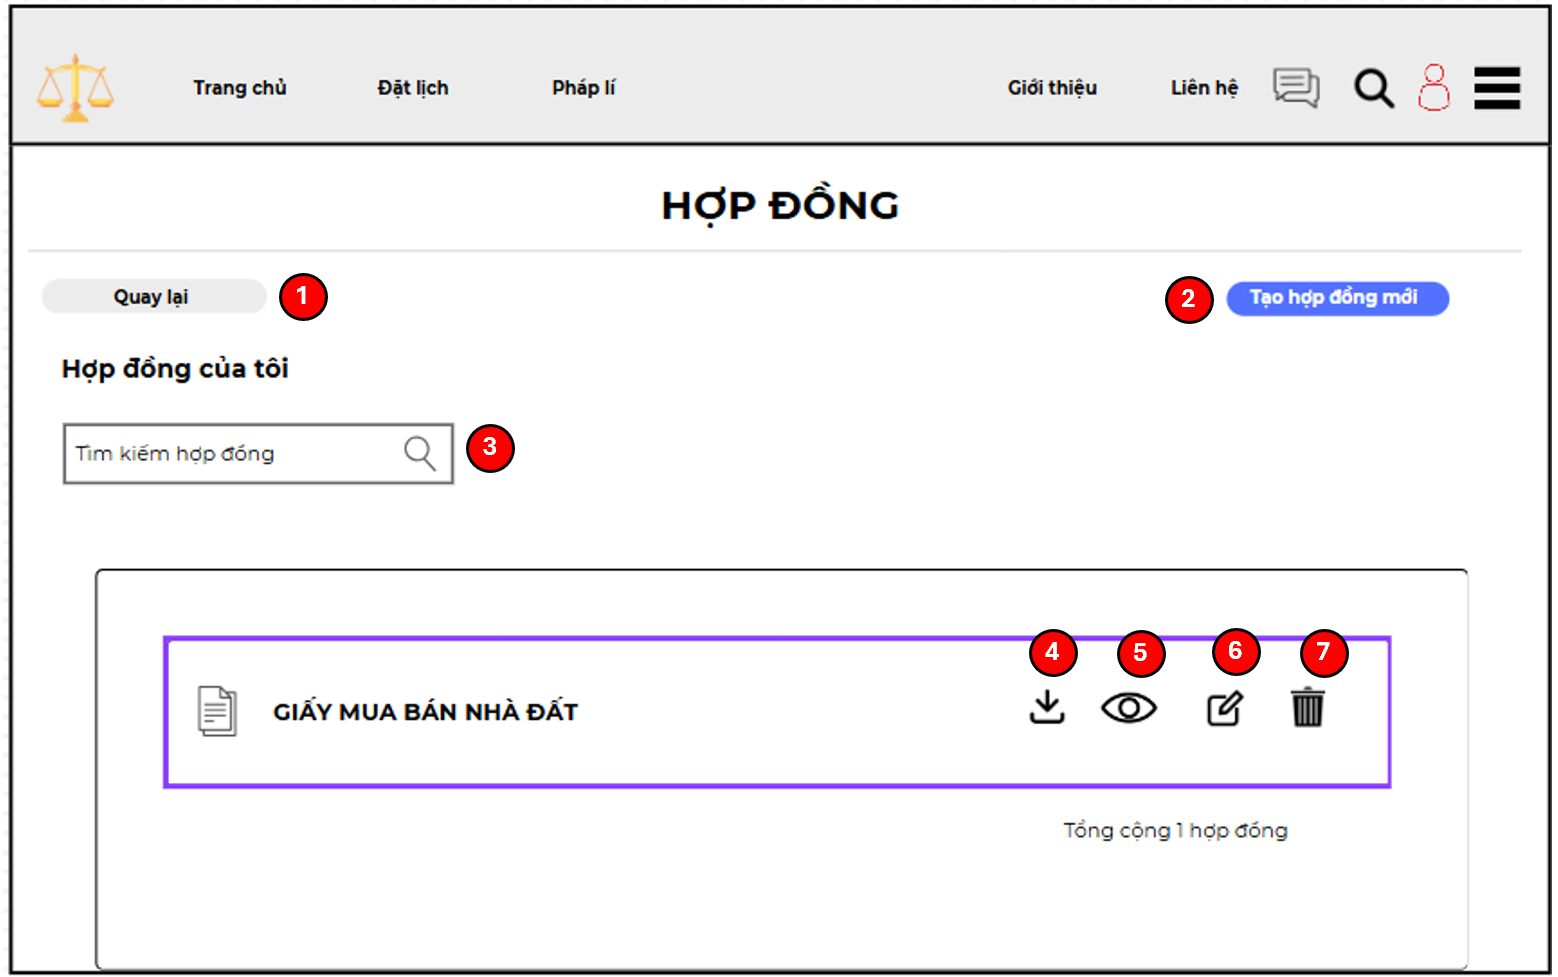 Trang chủ Đặt lịch Pháp lí Giới thiệu Liên hệ
HỢP ĐỒNG
Quay lại 1 2 Tạo hợp đồng mới
Hợp đồng của tôi
Tìm kiếm hợp đồng 3
4 5 6 7
GIẤY MUA BÁN NHÀ ĐẤT
Tổng cộng 1 hợp đồng